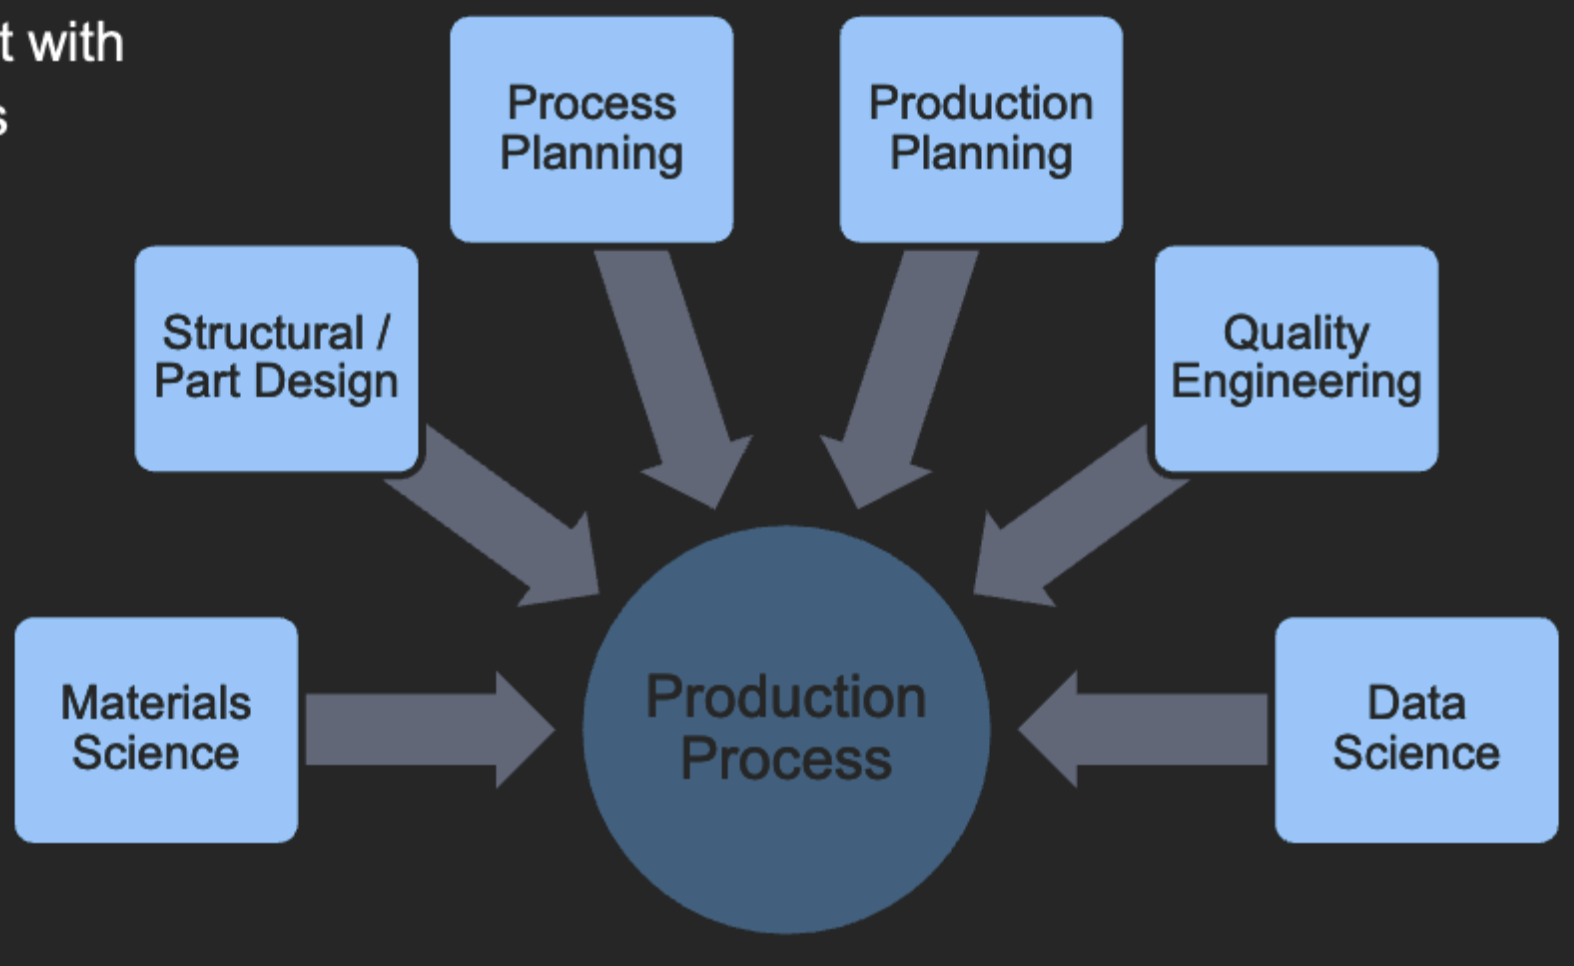 t with
s
Process
Planning
Production
Planning
Structural /
Part Design
Quality
Engineering
Materials
Science
Production
Process
Data
Science